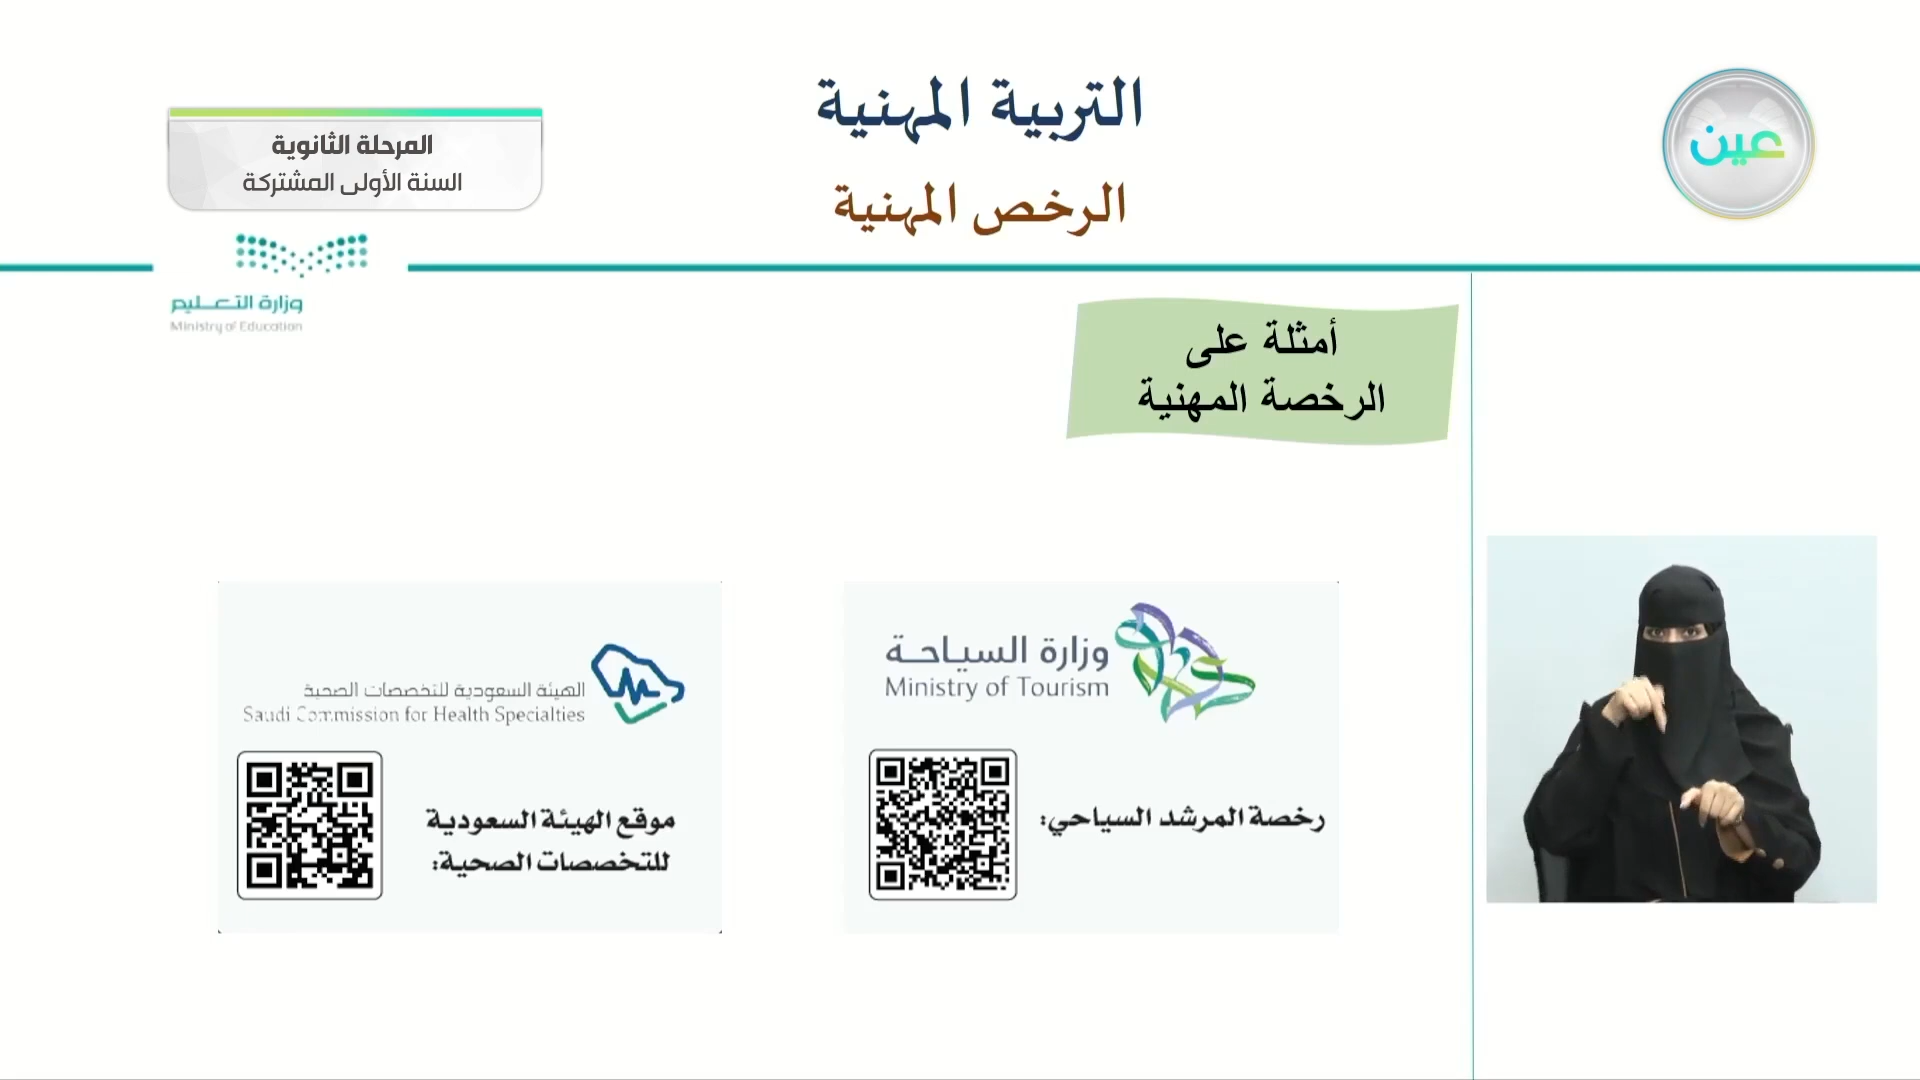 عين
التربية المهنية
الرخص المهنية
المرحلة الثانوية
السنة الأولى المشتركة
وزارة التعليم
Ministry of Education
أمثلة على
الرخصة المهنية
وزارة السياحة
Ministry of Tourism
رخصة المرشد السياحي:
الهيئة السعودية للتخصصات الصحية
Saudi Commission for Health Specialties
موقع الهيئة السعودية
للتخصصات الصحية: